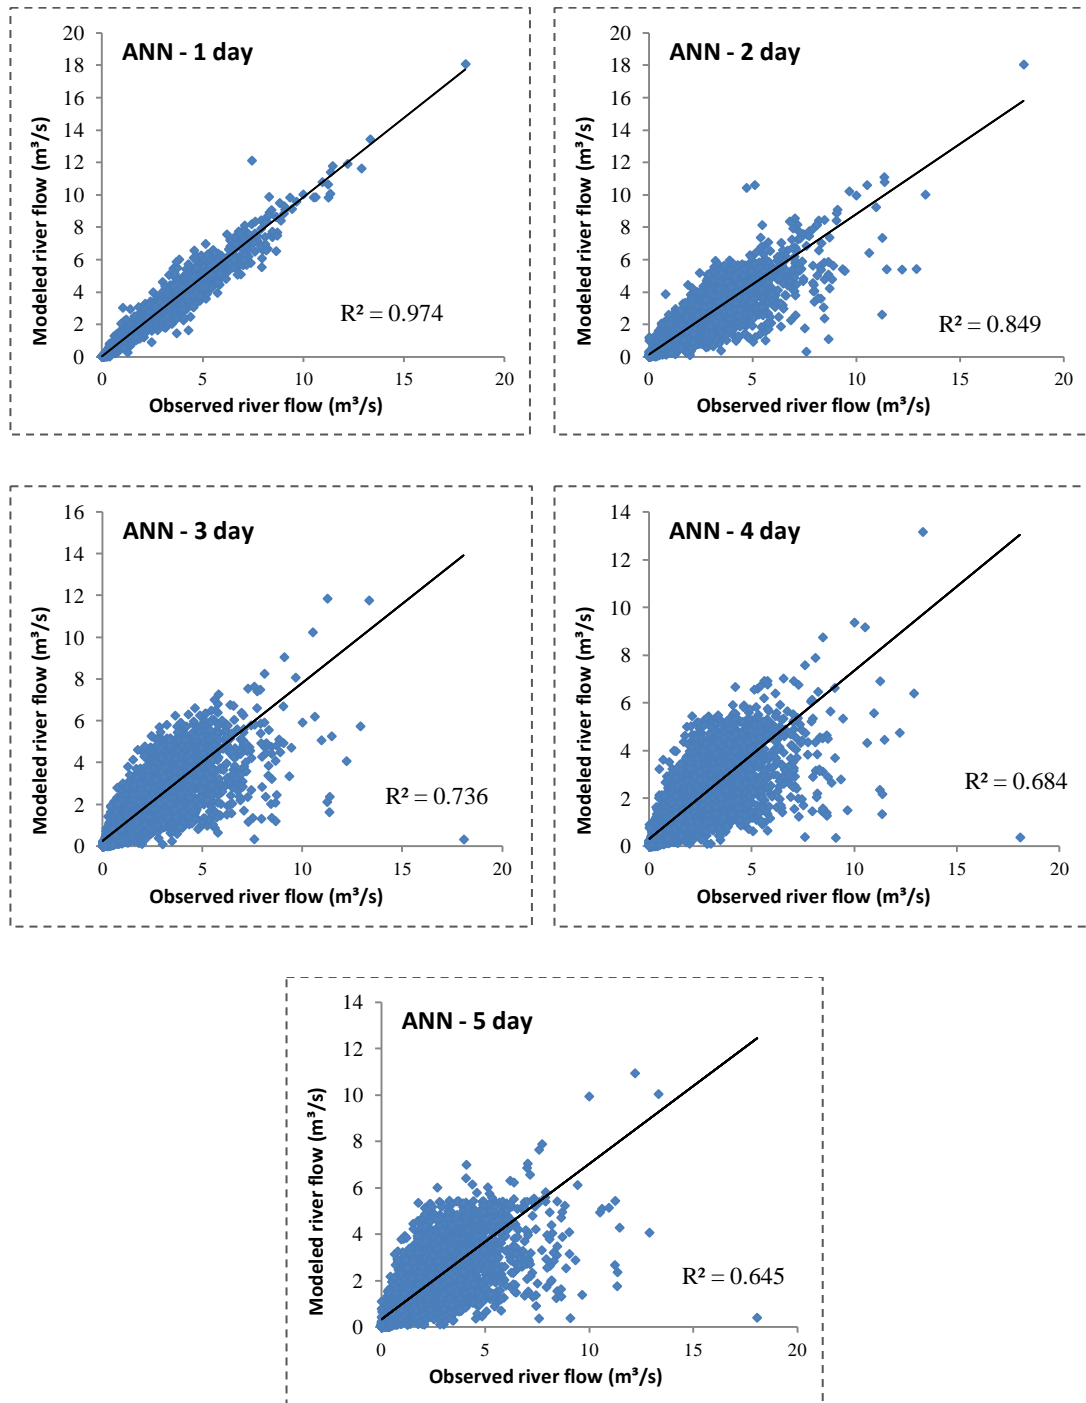 ANN - 1 day
Modeled river flow (m³/s)
20
18
16
14
12
10
8
6
4
2
0
R² = 0.974
0 5 10 15 20
Observed river flow (m³/s)
ANN - 2 day
Modeled river flow (m³/s)
20
18
16
14
12
10
8
6
4
2
0
R² = 0.849
0 5 10 15 20
Observed river flow (m³/s)
ANN - 3 day
Modeled river flow (m³/s)
16
14
12
10
8
6
4
2
0
R² = 0.736
0 5 10 15 20
Observed river flow (m³/s)
ANN - 4 day
Modeled river flow (m³/s)
14
12
10
8
6
4
2
0
R² = 0.684
0 5 10 15 20
Observed river flow (m³/s)
ANN - 5 day
Modeled river flow (m³/s)
14
12
10
8
6
4
2
0
R² = 0.645
0 5 10 15 20
Observed river flow (m³/s)